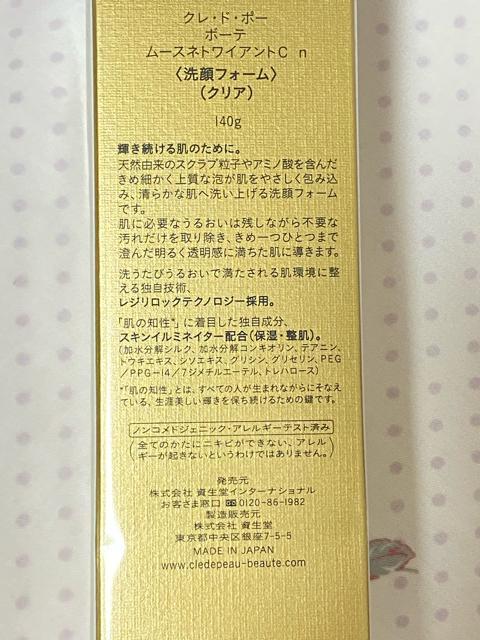 クレ・ド・ポー
ボーテ
ムースネトワイアントC n
〈洗顔フォーム〉
(クリア)
140g
輝き続ける肌のために。
天然由来のスクラブ粒子やアミノ酸を含んだ
きめ細かく上質な泡が肌をやさしく包み込
み、清らかな肌へ洗い上げる洗顔フォーム
です。
肌に必要なうるおいは残しながら不要な
汚れだけを取り除き、きめ一つひとつまで
澄んだ明るく透明感に満ちた肌に導きます。
洗うたびうるおいで満たされる肌環境に整
える独自技術、
レジリロックテクノロジー採用。
「肌の知性*」に着目した独自成分、
スキンイルミネイター配合(保湿・整肌)。
(加水分解シルク、加水分解コンキオリン、テアニン、
トウキエキス、シソエキス、グリシン、グリセリン、PEG
/PPG-14/7ジメチルエーテル、トレハロース)
*「肌の知性」とは、すべての人が生まれながらにそなえ
ている、生涯美しい輝きを保ち続けるための鍵です。
ノンコメドジェニック・アレルギーテスト済み
(全てのかたにニキビができない、アレル
ギーが起きないというわけではありません。)
発売元
株式会社 資生堂インターナショナル
お客さま窓口 0120-86-1982
製造販売元
株式会社 資生堂
東京都中央区銀座7-5-5
MADE IN JAPAN
www.cledepeau-beaute.com